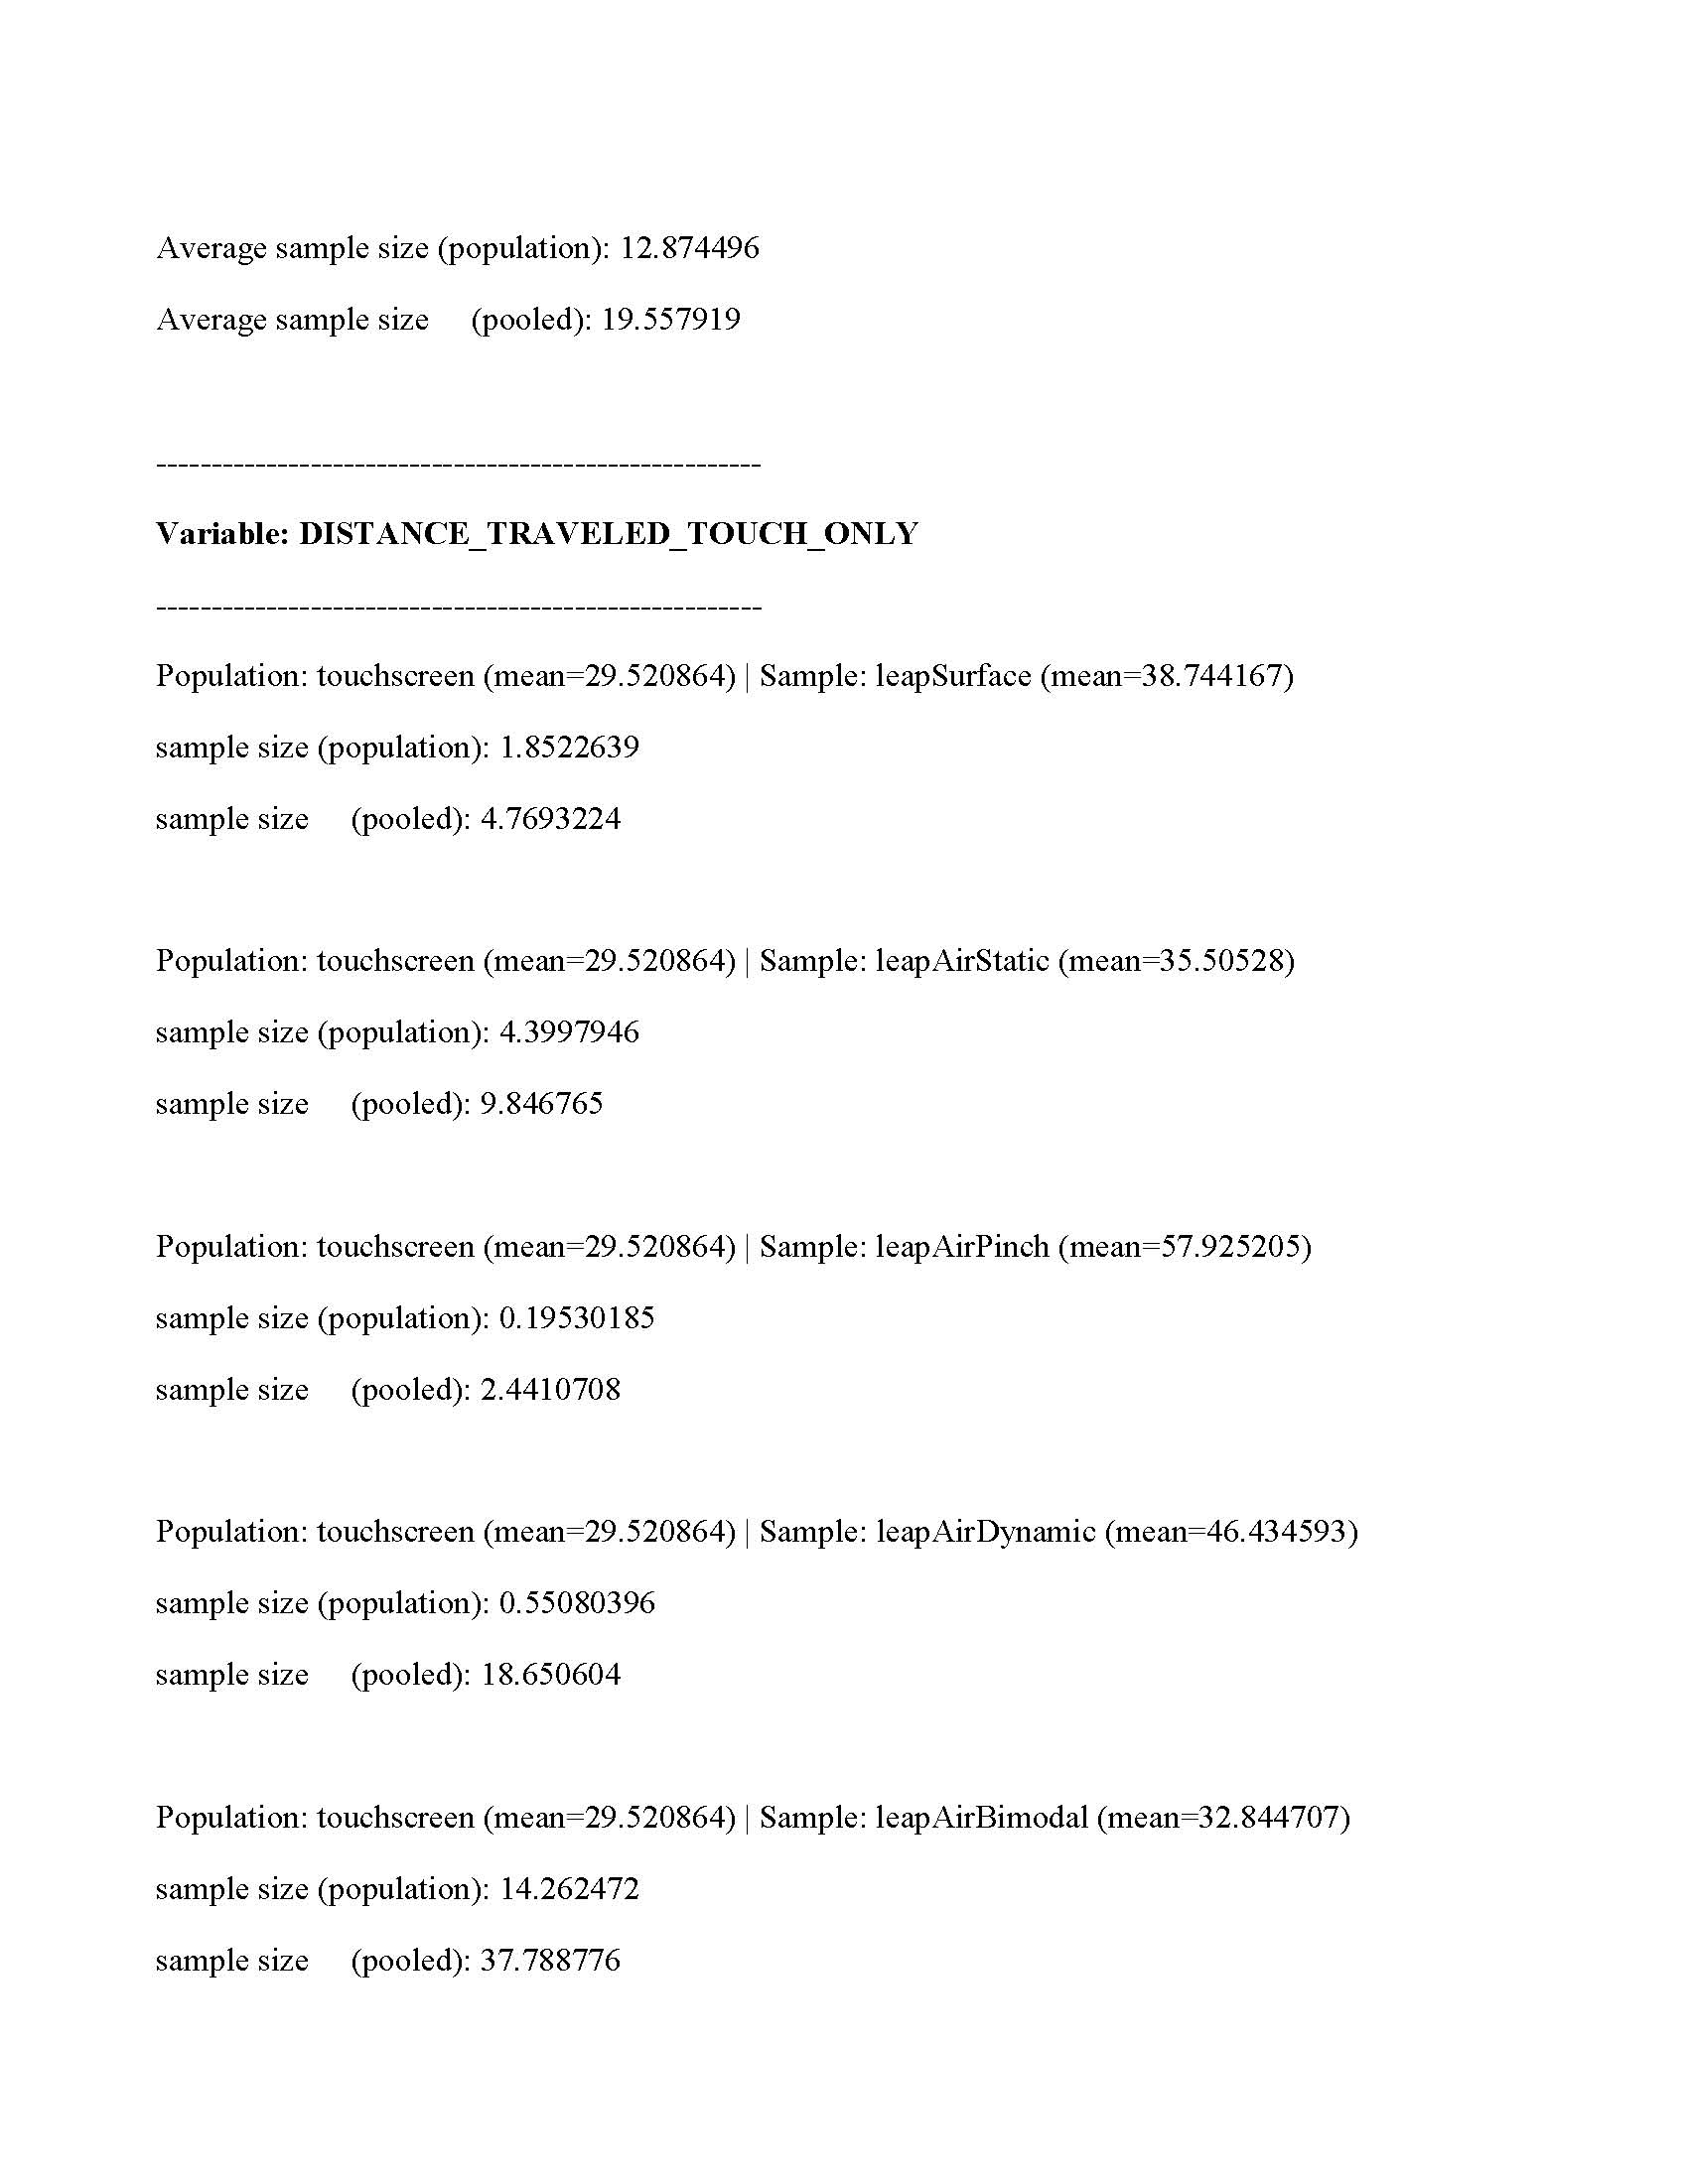 Average sample size (population): 12.874496
Average sample size     (pooled): 19.557919
-------------------------------------------------------
Variable: DISTANCE_TRAVELED_TOUCH_ONLY
-------------------------------------------------------
Population: touchscreen (mean=29.520864) | Sample: leapSurface (mean=38.744167)
sample size (population): 1.8522639
sample size     (pooled): 4.7693224
Population: touchscreen (mean=29.520864) | Sample: leapAirStatic (mean=35.50528)
sample size (population): 4.3997946
sample size     (pooled): 9.846765
Population: touchscreen (mean=29.520864) | Sample: leapAirPinch (mean=57.925205)
sample size (population): 0.19530185
sample size     (pooled): 2.4410708
Population: touchscreen (mean=29.520864) | Sample: leapAirDynamic (mean=46.434593)
sample size (population): 0.55080396
sample size     (pooled): 18.650604
Population: touchscreen (mean=29.520864) | Sample: leapAirBimodal (mean=32.844707)
sample size (population): 14.262472
sample size     (pooled): 37.788776